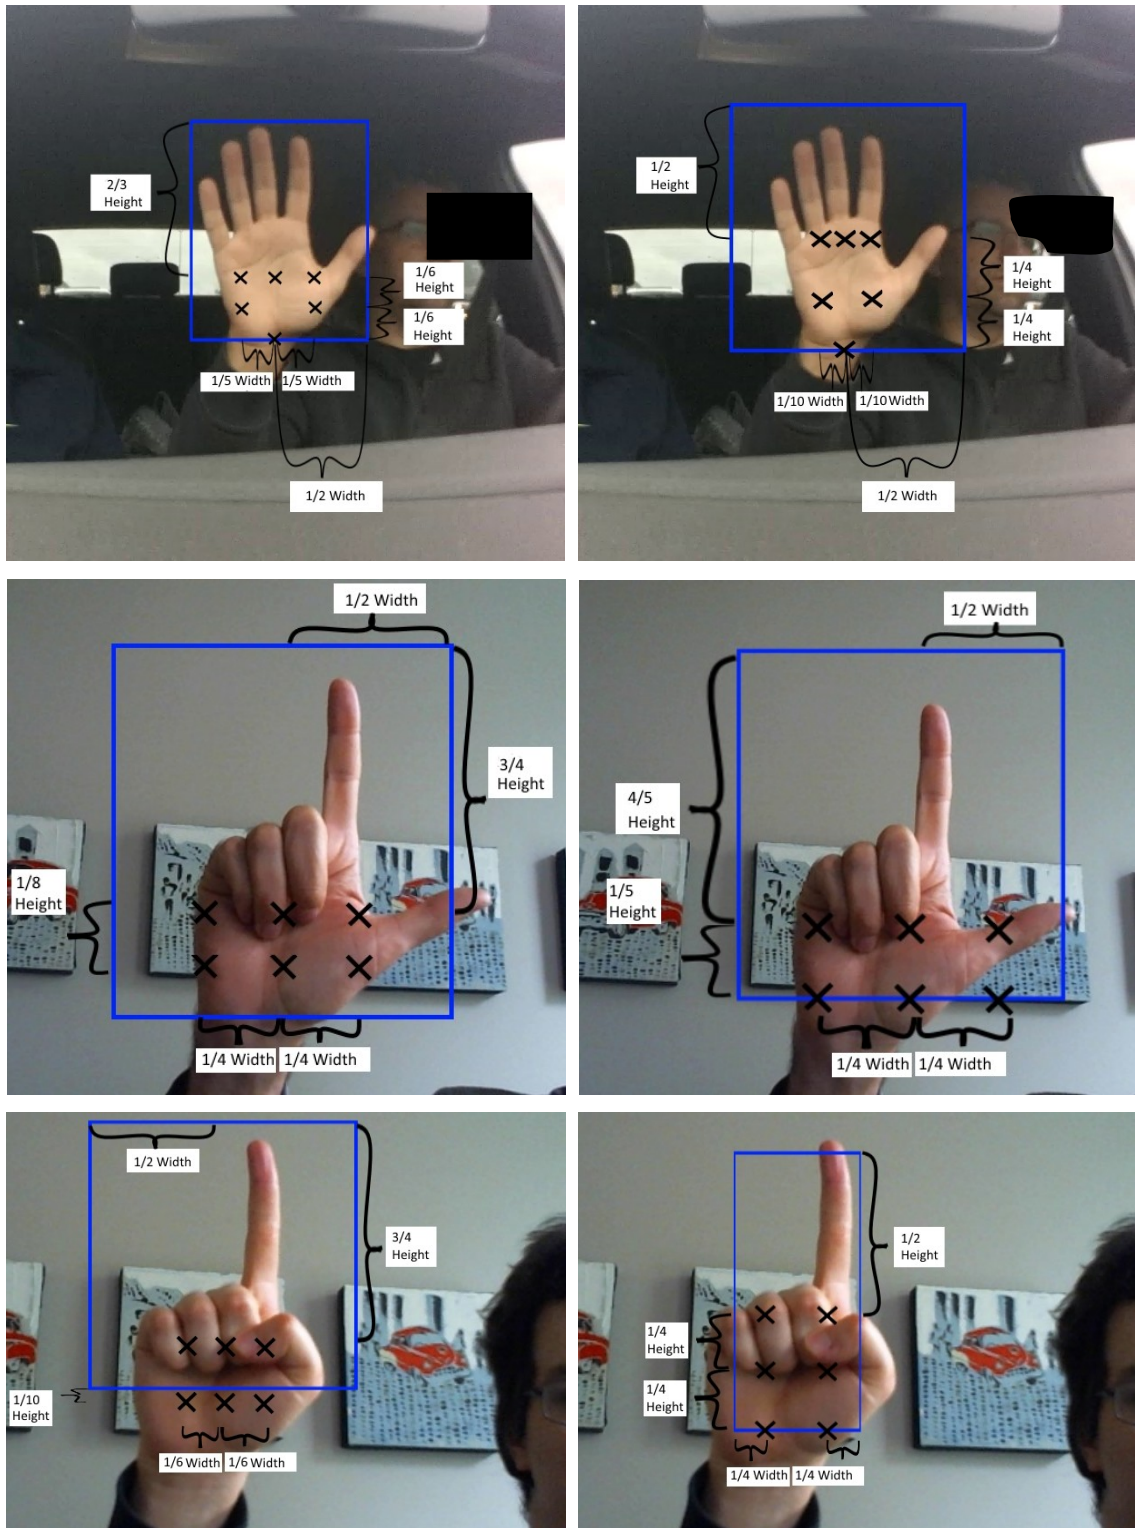 2/3
Height
1/6
Height
1/6
Height
1/5 Width
1/5 Width
1/2 Width
1/2
Height
1/4
Height
1/4
Height
1/10 Width
1/10 Width
1/2 Width
1/2 Width
3/4
Height
1/8
Height
1/4 Width
1/4 Width
1/2 Width
4/5
Height
1/5
Height
1/4 Width
1/4 Width
1/2 Width
3/4
Height
1/10
Height
1/6 Width
1/6 Width
1/2
Height
1/4
Height
1/4
Height
1/4 Width
1/4 Width